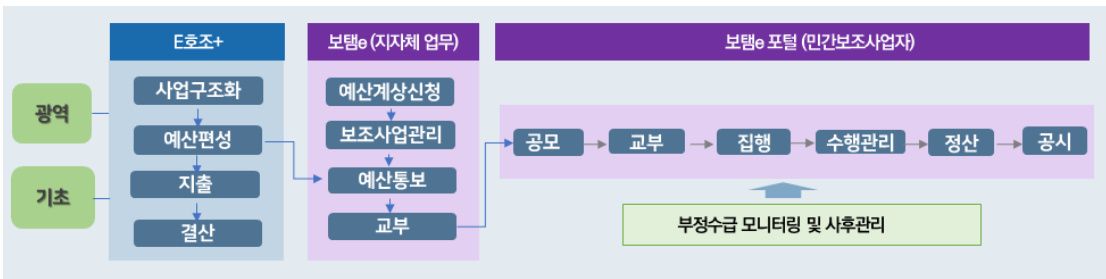 광역
기초
E호조+
사업구조화
예산편성
지출
결산
보탬e (지자체 업무)
예산계상신청
보조사업관리
예산통보
교부
보탬e 포털 (민간보조사업자)
공모
교부
집행
수행관리
정산
공시
부정수급 모니터링 및 사후관리